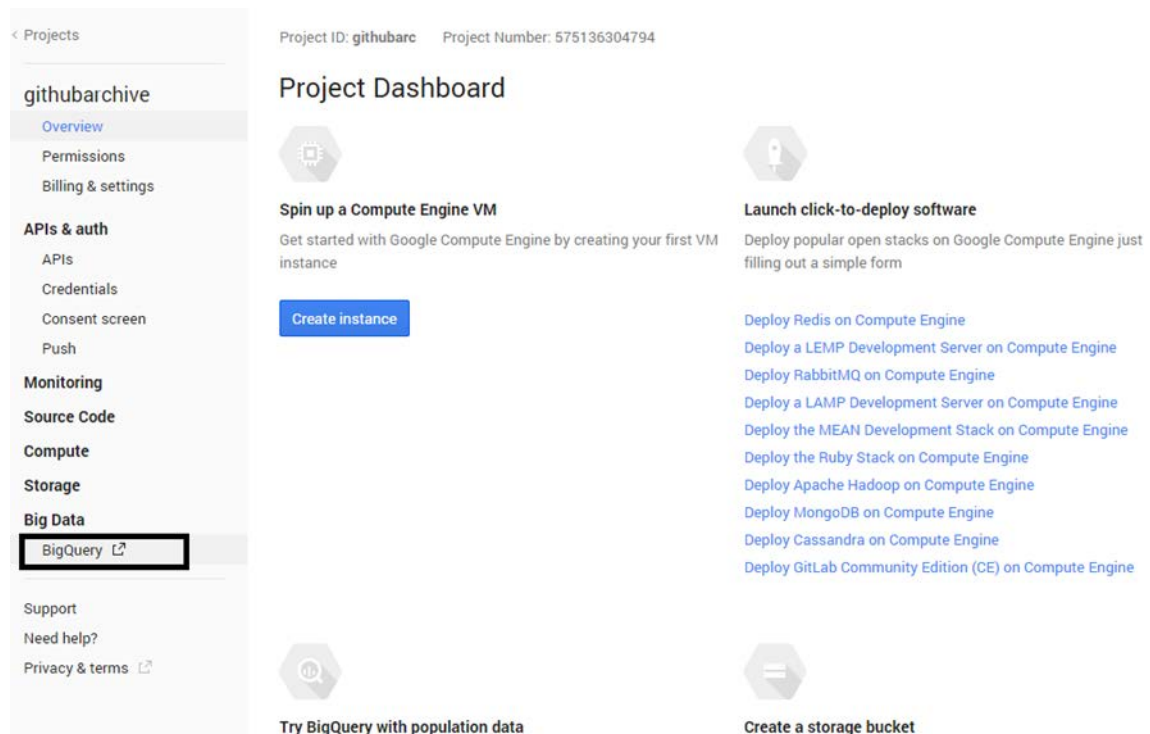 < Projects
githubarchive
Overview
Permissions
Billing & settings
APIs & auth
APIs
Credentials
Consent screen
Push
Monitoring
Source Code
Compute
Storage
Big Data
BigQuery
Support
Need help?
Privacy & terms
Project ID: githubarc Project Number: 575136304794
Project Dashboard
Spin up a Compute Engine VM
Get started with Google Compute Engine by creating your first VM
instance
Create instance
Launch click-to-deploy software
Deploy popular open stacks on Google Compute Engine just
filling out a simple form
Deploy Redis on Compute Engine
Deploy a LEMP Development Server on Compute Engine
Deploy RabbitMQ on Compute Engine
Deploy a LAMP Development Server on Compute Engine
Deploy the MEAN Development Stack on Compute Engine
Deploy the Ruby Stack on Compute Engine
Deploy Apache Hadoop on Compute Engine
Deploy MongoDB on Compute Engine
Deploy Cassandra on Compute Engine
Deploy GitLab Community Edition (CE) on Compute Engine
Try BigQuery with population data
Create a storage bucket